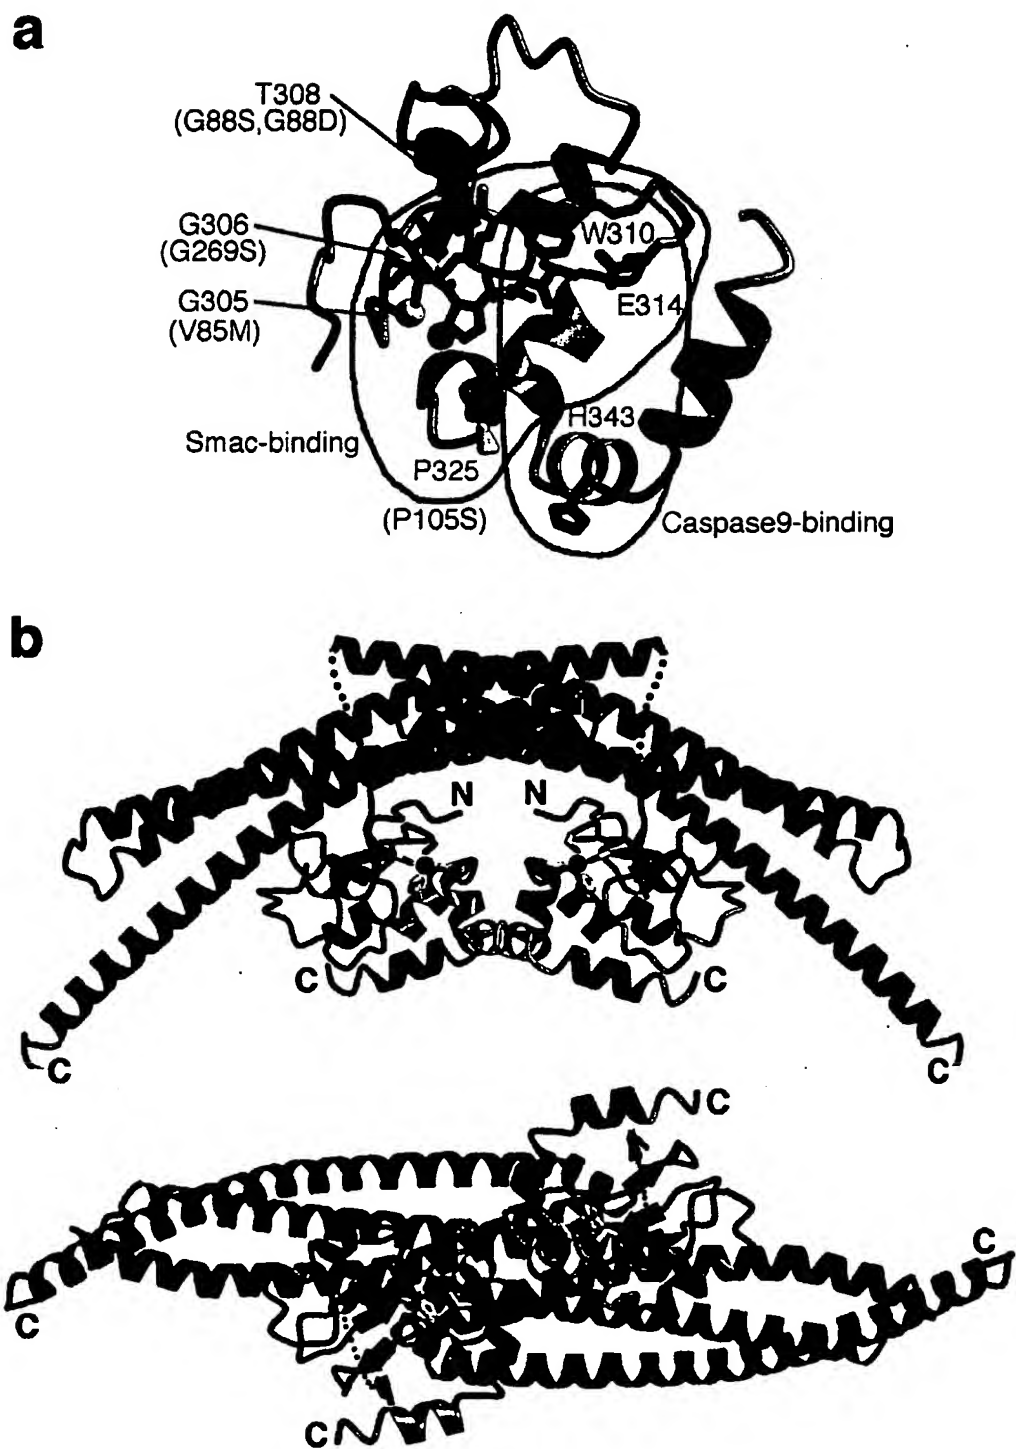 a
T308
(G88S,G88D)
G306
(G269S)
W310
G305
(V85M)
E314
H343
Smac-binding
P325
(P105S)
Caspase9-binding
b
N N
C C
C C
C
C
C
C